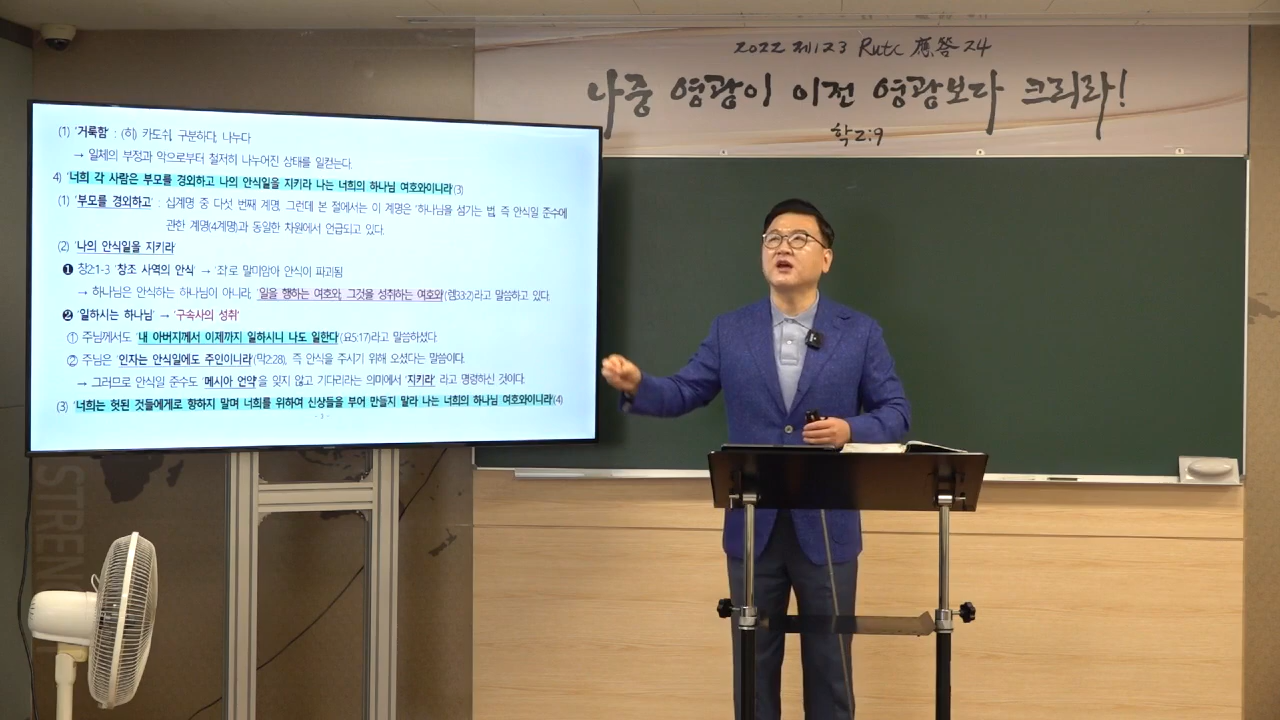 2022 제123 Rutc 應答 24
나중 영광이 이전 영광보다 크리라!
학2:9
(1) '거룩함' : (히) 카도쉬, 구분하다, 나누다
→ 일체의 부정과 악으로부터 철저히 나누어진 상태를 일컫는다.
4) '너희 각 사람은 부모를 경외하고 나의 안식일을 지키라 나는 너희의 하나님 여호와이니라'(3)
(1) '부모를 경외하고' : 십계명 중 다섯 번째 계명, 그런데 본 절에서는 이 계명은 '하나님을 섬기는 법, 즉 안식일 준수에
관한 계명(4계명)과 동일한 차원에서 언급되고 있다.
(2) '나의 안식일을 지키라'
❶ 창2:1-3 '창조 사역의 안식' → '죄'로 말미암아 안식이 파괴됨
→ 하나님은 안식하는 하나님이 아니라, '일을 행하는 여호와, 그것을 성취하는 여호와'(렘33:2)라고 말씀하고 있다.
❷ '일하시는 하나님' → '구속사의 성취'
① 주님께서도 '내 아버지께서 이제까지 일하시니 나도 일한다'(요5:17)라고 말씀하셨다.
② 주님은 '인자는 안식일에도 주인이니라'(막2:28), 즉 안식을 주시기 위해 오셨다는 말씀이다.
→ 그러므로 안식일 준수도 '메시아 언약'을 잊지 않고 기다리라는 의미에서 '지키라' 라고 명령하신 것이다.
(3) '너희는 헛된 것들에게로 향하지 말며 너희를 위하여 신상들을 부어 만들지 말라 나는 너희의 하나님 여호와이니라'(4)
- 3 -
STREN